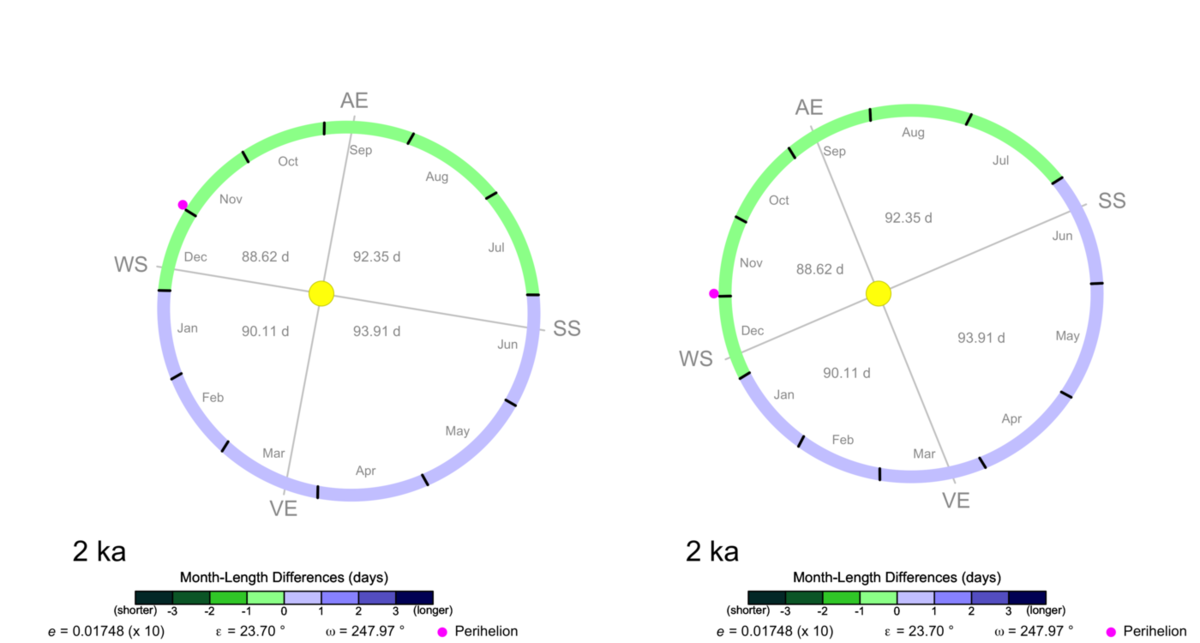 AE
Sep
Oct
Aug
Nov
Jul
WS
Dec
88.62 d
92.35 d
90.11 d
93.91 d
SS
Jan
Jun
Feb
May
Mar
Apr
VE
2 ka
Month-Length Differences (days)
(shorter) -3 -2 -1 0 1 2 3 (longer)
e = 0.01748 (x 10) ε = 23.70 ° ω = 247.97 ° Perihelion
AE
Aug
Sep
Jul
Oct
SS
92.35 d
Jun
Nov
88.62 d
Dec
93.91 d
May
WS
90.11 d
Jan
Apr
Feb
Mar
VE
2 ka
Month-Length Differences (days)
(shorter) -3 -2 -1 0 1 2 3 (longer)
e = 0.01748 (x 10) ε = 23.70 ° ω = 247.97 ° Perihelion